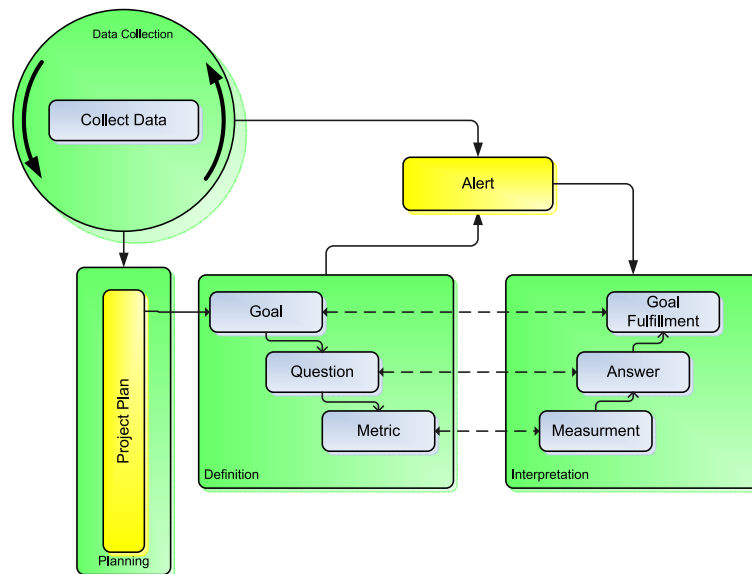 Data Collection
Collect Data
Alert
Project Plan
Planning
Goal
Question
Metric
Definition
Goal
Fulfillment
Answer
Measurment
Interpretation